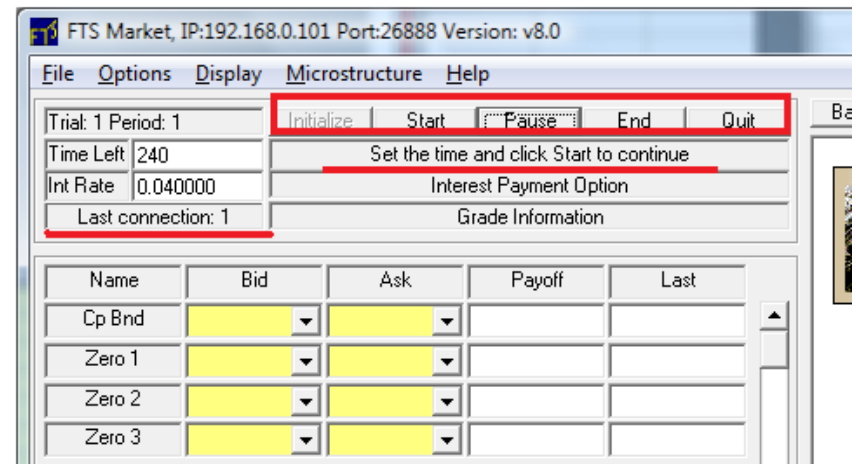 FTS FTS Market, IP:192.168.0.101 Port:26888 Version: v8.0
File Options Display Microstructure Help
Trial: 1 Period: 1 Initialize Start Pause End Quit Ba
Time Left 240 Set the time and click Start to continue
Int Rate 0.040000 Interest Payment Option
Last connection: 1 Grade Information
Name Bid Ask Payoff Last
Cp Bnd
Zero 1
Zero 2
Zero 3